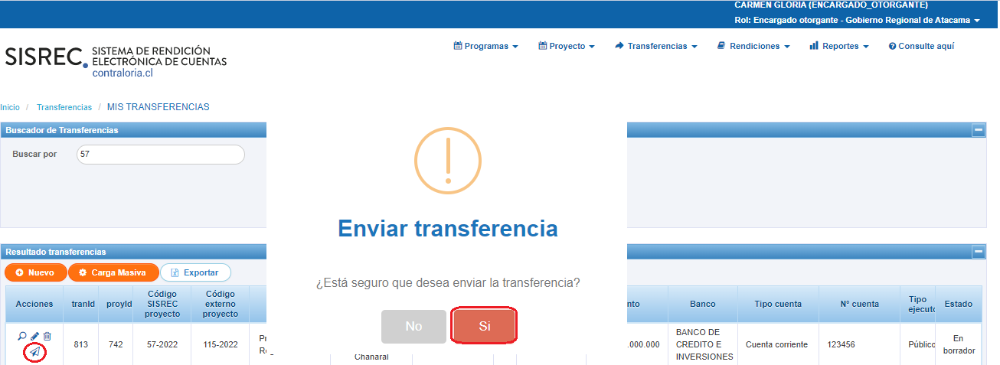 CARMEN GLORIA (ENCARGADO_OTORGANTE)
Rol: Encargado otorgante - Gobierno Regional de Atacama
SISREC
SISTEMA DE RENDICIÓN
ELECTRÓNICA DE CUENTAS
contraloria.cl
Programas
Proyecto
Transferencias
Rendiciones
Reportes
Consulte aquí
Inicio / Transferencias / MIS TRANSFERENCIAS
Buscador de Transferencias
Buscar por
57
Enviar transferencia
¿Está seguro que desea enviar la transferencia?
No
Si
Resultado transferencias
Nuevo
Carga Masiva
Exportar
Acciones
tranId
proyId
Código
SISREC
proyecto
Código
externo
proyecto
nto
Banco
Tipo cuenta
Nº cuenta
Tipo
ejecuto
Estado
813
742
57-2022
115-2022
Chanaral
.000.000
BANCO DE
CREDITO E
INVERSIONES
Cuenta corriente
123456
Público
En
borrador